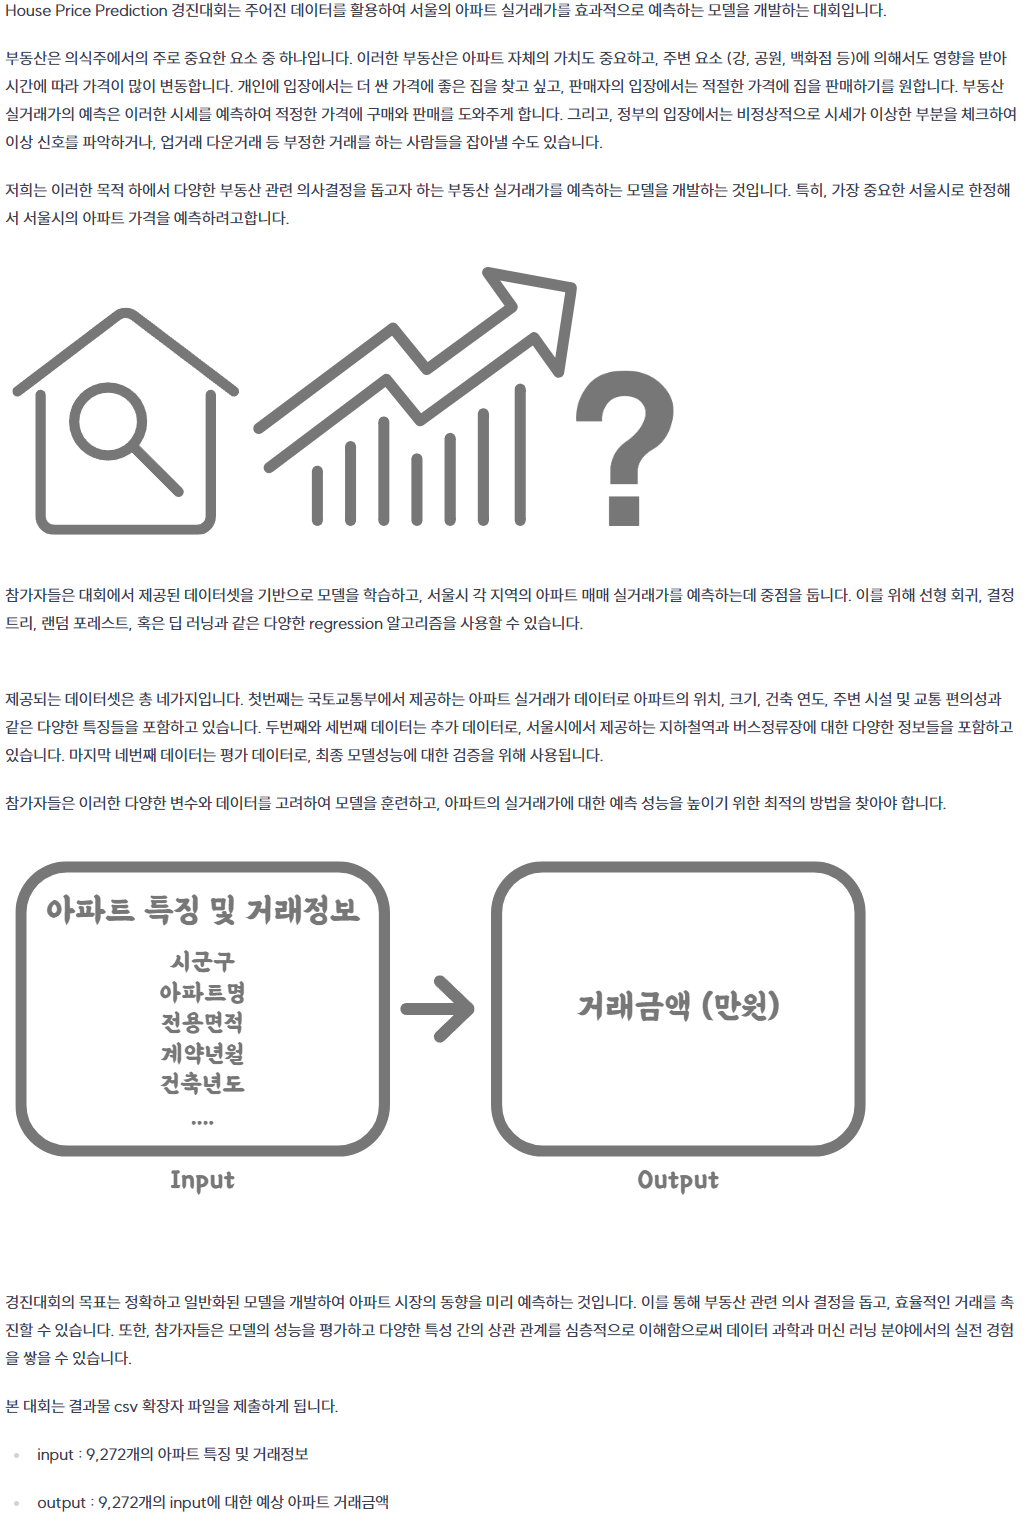 House Price Prediction 경진대회는 주어진 데이터를 활용하여 서울의 아파트 실거래가를 효과적으로 예측하는 모델을 개발하는 대회입니다.
부동산은 의식주에서의 주로 중요한 요소 중 하나입니다. 이러한 부동산은 아파트 자체의 가치도 중요하고, 주변 요소 (강, 공원, 백화점 등)에 의해서도 영향을 받아
시간에 따라 가격이 많이 변동합니다. 개인에 입장에서는 더 싼 가격에 좋은 집을 찾고 싶고, 판매자의 입장에서는 적절한 가격에 집을 판매하기를 원합니다. 부동산
실거래가의 예측은 이러한 시세를 예측하여 적정한 가격에 구매와 판매를 도와주게 합니다. 그리고, 정부의 입장에서는 비정상적으로 시세가 이상한 부분을 체크하여
이상 신호를 파악하거나, 업거래 다운거래 등 부정한 거래를 하는 사람들을 잡아낼 수도 있습니다.
저희는 이러한 목적 하에서 다양한 부동산 관련 의사결정을 돕고자 하는 부동산 실거래가를 예측하는 모델을 개발하는 것입니다. 특히, 가장 중요한 서울시로 한정해
서 서울시의 아파트 가격을 예측하려고합니다.
?
참가자들은 대회에서 제공된 데이터셋을 기반으로 모델을 학습하고, 서울시 각 지역의 아파트 매매 실거래가를 예측하는데 중점을 둡니다. 이를 위해 선형 회귀, 결정
트리, 랜덤 포레스트, 혹은 딥 러닝과 같은 다양한 regression 알고리즘을 사용할 수 있습니다.
제공되는 데이터셋은 총 네가지입니다. 첫번째는 국토교통부에서 제공하는 아파트 실거래가 데이터로 아파트의 위치, 크기, 건축 연도, 주변 시설 및 교통 편의성과
같은 다양한 특징들을 포함하고 있습니다. 두번째와 세번째 데이터는 추가 데이터로, 서울시에서 제공하는 지하철역과 버스정류장에 대한 다양한 정보들을 포함하고
있습니다. 마지막 네번째 데이터는 평가 데이터로, 최종 모델성능에 대한 검증을 위해 사용됩니다.
참가자들은 이러한 다양한 변수와 데이터를 고려하여 모델을 훈련하고, 아파트의 실거래가에 대한 예측 성능을 높이기 위한 최적의 방법을 찾아야 합니다.
아파트 특징 및 거래정보
시군구
아파트명
전용면적
계약년월
건축년도
....
Input
거래금액 (만원)
Output
경진대회의 목표는 정확하고 일반화된 모델을 개발하여 아파트 시장의 동향을 미리 예측하는 것입니다. 이를 통해 부동산 관련 의사 결정을 돕고, 효율적인 거래를 촉
진할 수 있습니다. 또한, 참가자들은 모델의 성능을 평가하고 다양한 특성 간의 상관 관계를 심층적으로 이해함으로써 데이터 과학과 머신 러닝 분야에서의 실전 경험
을 쌓을 수 있습니다.
본 대회는 결과물 csv 확장자 파일을 제출하게 됩니다.
input : 9,272개의 아파트 특징 및 거래정보
output : 9,272개의 input에 대한 예상 아파트 거래금액